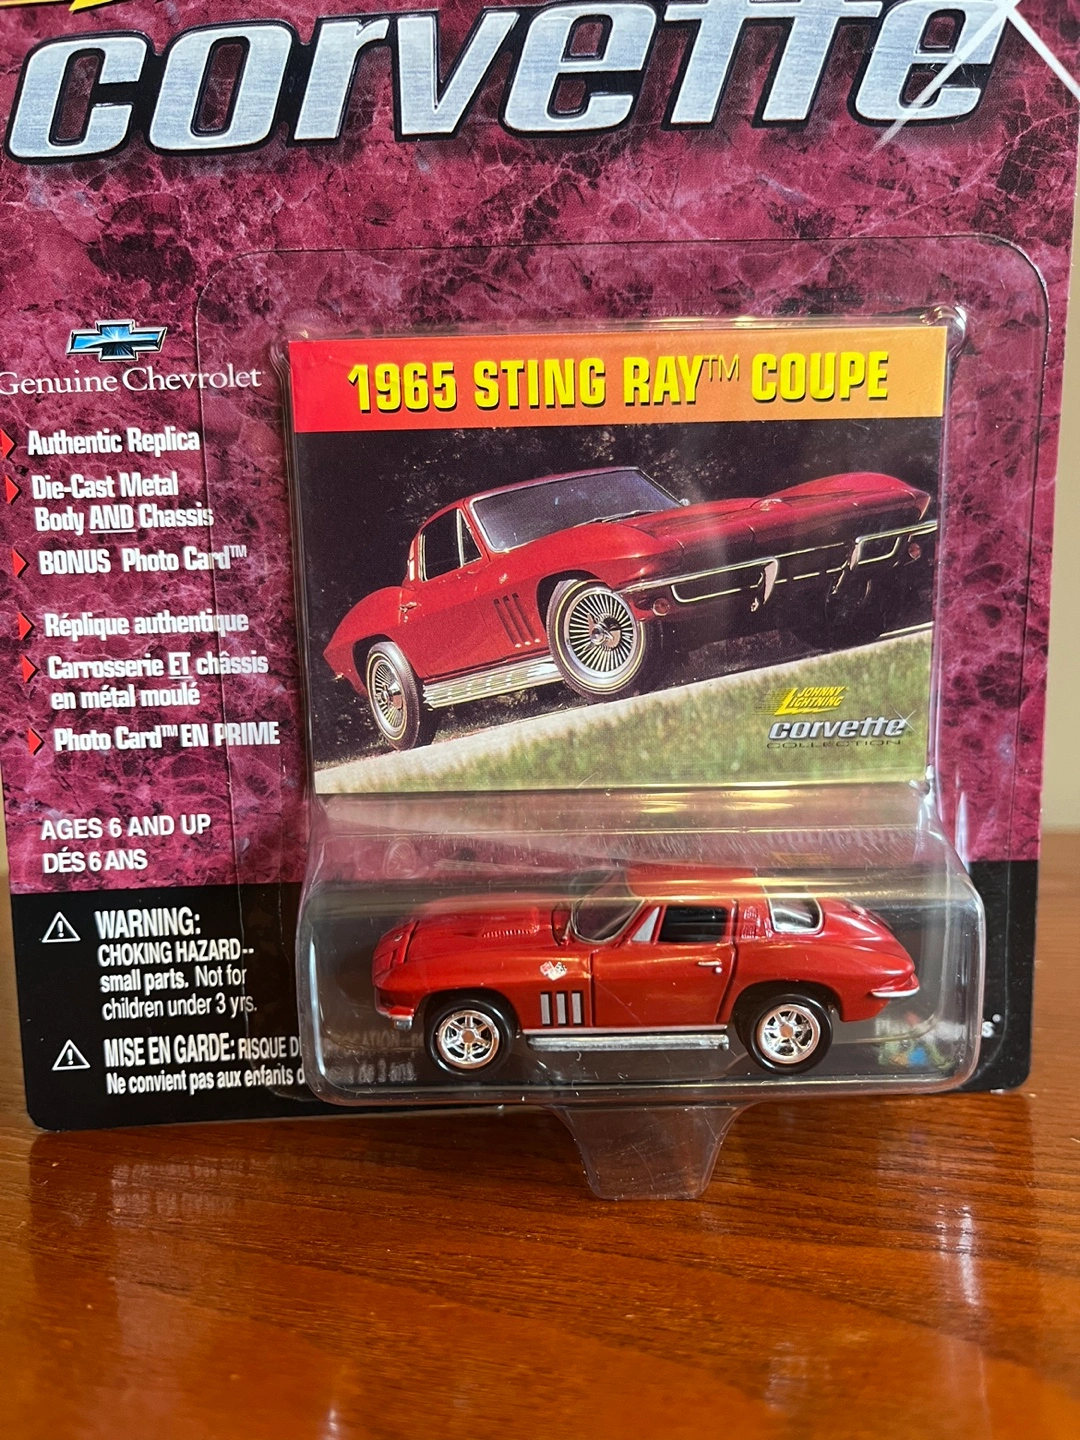 corvette
Genuine Chevrolet
Authentic Replica
Die-Cast Metal
Body AND Chassis
BONUS Photo Card™
Réplique authentique
Carrosserie ET châssis
en métal moulé
Photo Card™ EN PRIME
AGES 6 AND UP
DÈS 6 ANS
WARNING:
CHOKING HAZARD--
small parts. Not for
children under 3 yrs.
MISE EN GARDE: RISQUE
Ne convient pas aux enfants
3 ans.
1965 STING RAY™ COUPE
JOHNNY
LIGHTNING
corvette
COLLECTION